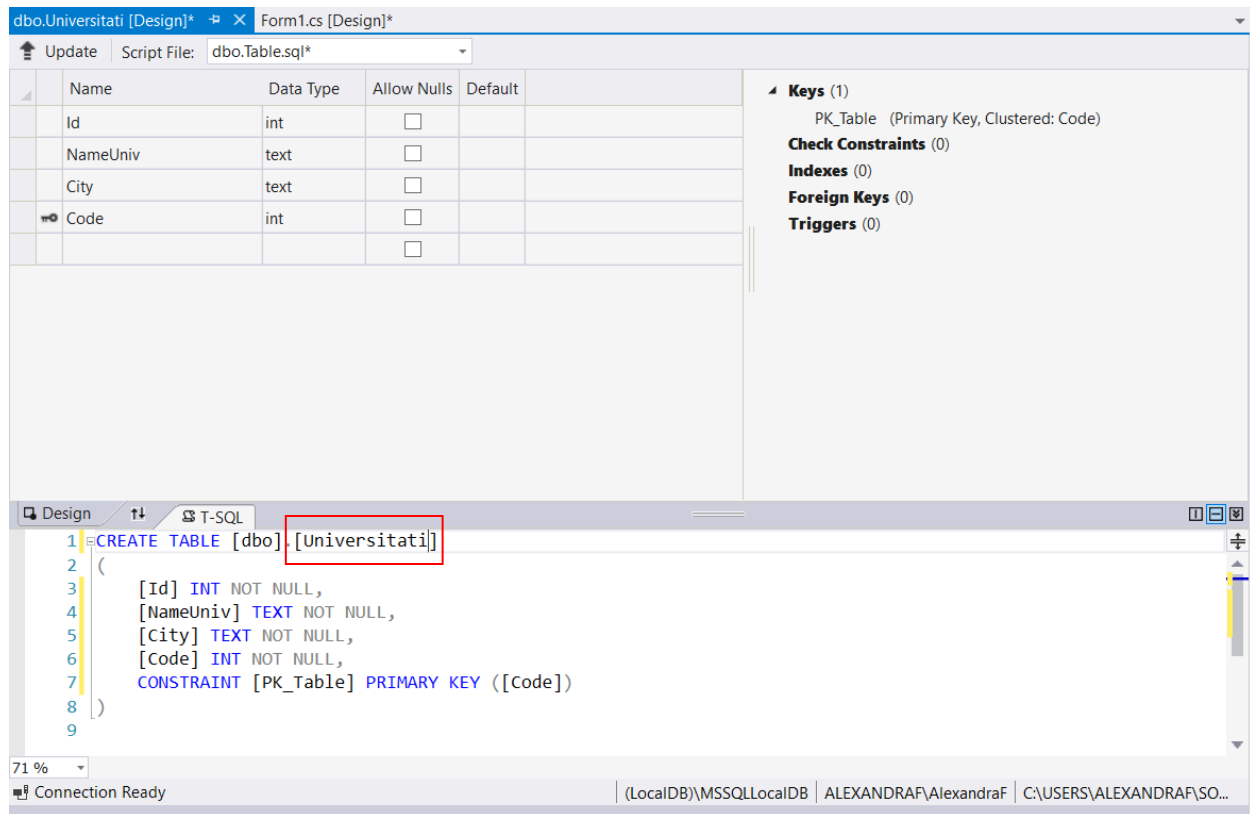 dbo.Universitati [Design]* Form1.cs [Design]*
Update Script File: dbo.Table.sql*
Name Data Type Allow Nulls Default
Id int
NameUniv text
City text
Code int
Keys (1)
PK_Table (Primary Key, Clustered: Code)
Check Constraints (0)
Indexes (0)
Foreign Keys (0)
Triggers (0)
Design T-SQL
1 CREATE TABLE [dbo].[Universitati]
2 (
3 [Id] INT NOT NULL,
4 [NameUniv] TEXT NOT NULL,
5 [City] TEXT NOT NULL,
6 [Code] INT NOT NULL,
7 CONSTRAINT [PK_Table] PRIMARY KEY ([Code])
8 )
9
71 %
Connection Ready (LocalDB)\MSSQLLocalDB ALEXANDRAF\AlexandraF C:\USERS\ALEXANDRAF\SO...